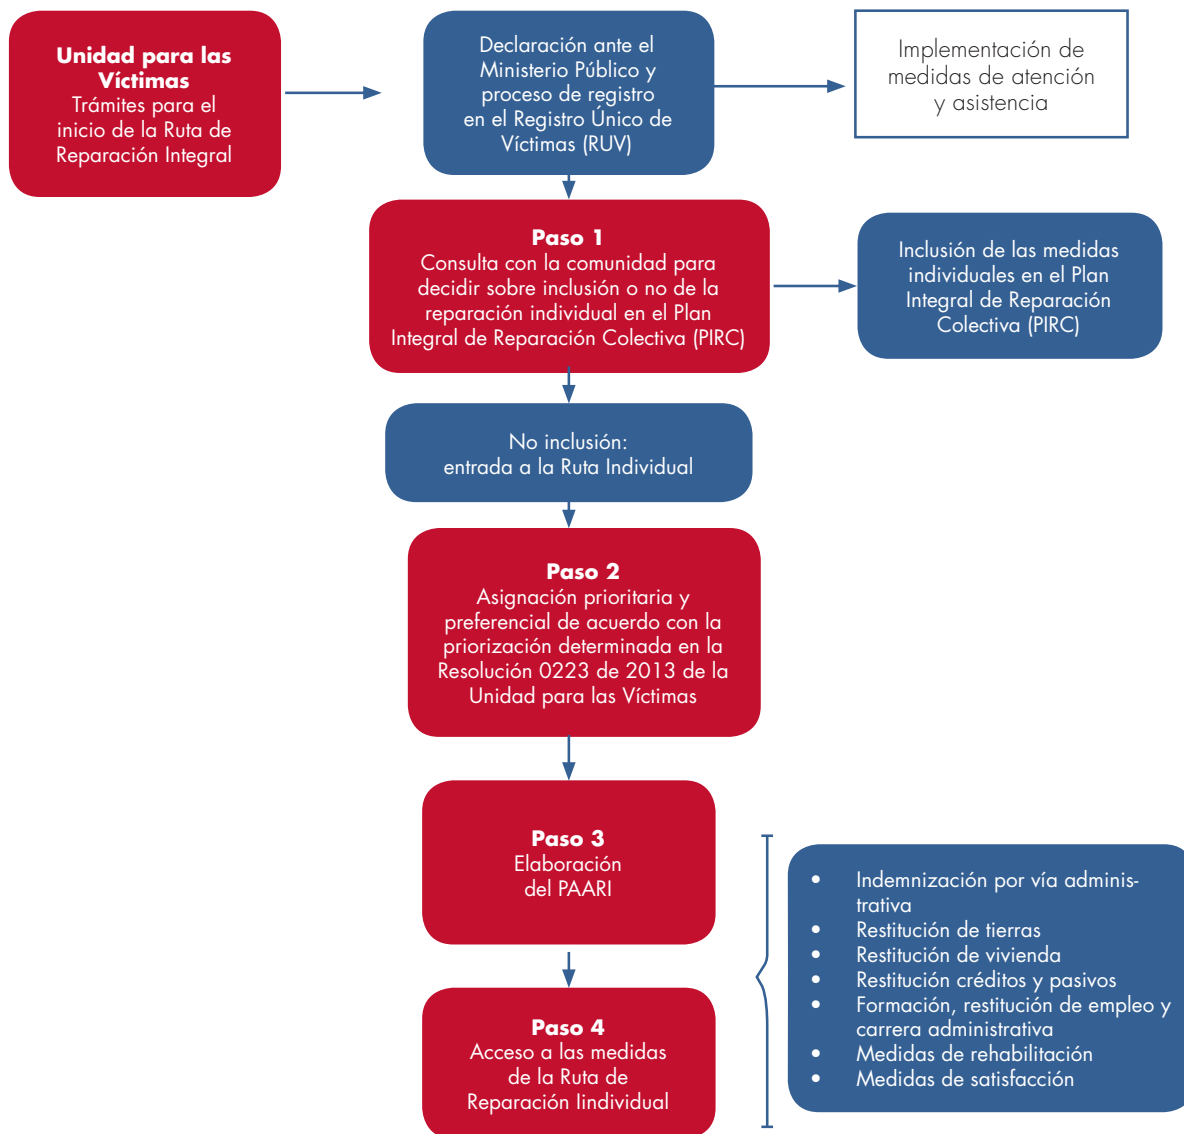 Unidad para las
Víctimas
Trámites para el
inicio de la Ruta de
Reparación Integral
Declaración ante el
Ministerio Público y
proceso de registro
en el Registro Único de
Víctimas (RUV)
Implementación de
medidas de atención
y asistencia
Paso 1
Consulta con la comunidad para
decidir sobre inclusión o no de la
reparación individual en el Plan
Integral de Reparación Colectiva (PIRC)
Inclusión de las medidas
individuales en el Plan
Integral de Reparación
Colectiva (PIRC)
No inclusión:
entrada a la Ruta Individual
Paso 2
Asignación prioritaria y
preferencial de acuerdo con la
priorización determinada en la
Resolución 0223 de 2013 de la
Unidad para las Víctimas
Paso 3
Elaboración
del PAARI
Paso 4
Acceso a las medidas
de la Ruta de
Reparación Iindividual
• Indemnización por vía adminis-
trativa
• Restitución de tierras
• Restitución de vivienda
• Restitución créditos y pasivos
• Formación, restitución de empleo y
carrera administrativa
• Medidas de rehabilitación
• Medidas de satisfacción